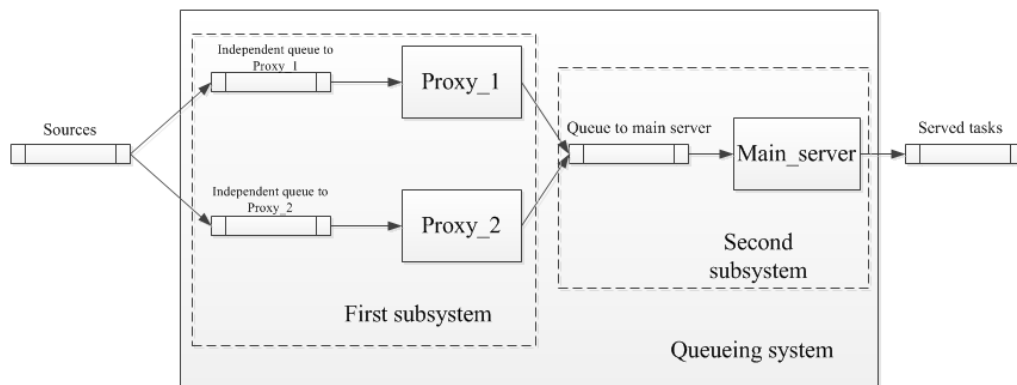 Independent queue to
Proxy_1
Proxy_1
Sources
Queue to main server
Main_server
Served tasks
Independent queue to
Proxy_2
Proxy_2
Second
subsystem
First subsystem
Queueing system